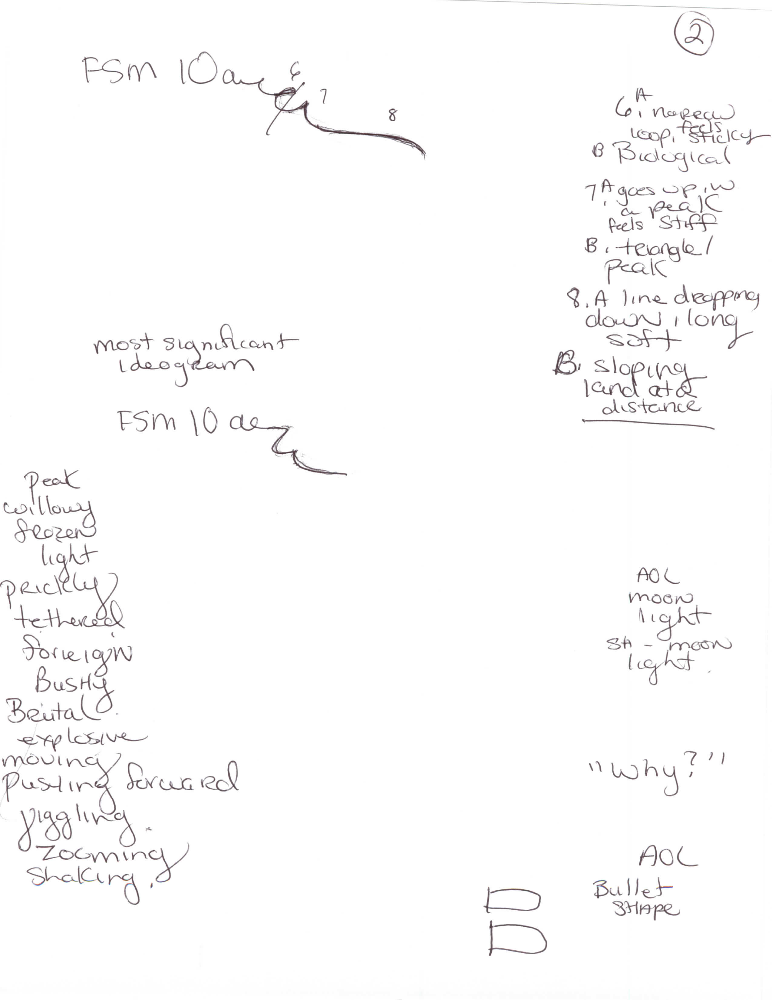 2
FSM 10 ae
6
7
8
6. A narrow
loop, feels
sticky
B Biological
7. A goes up, in
a peak
feels stiff
B. triangle/
peak
8. A line dropping
down, long
soft
B. sloping
land at a
distance
most significant
ideogram
FSM 10 ae
Peak
willowy
frozen
light
prickly
tethered
foreign
Bushy
Brutal
explosive
moving
pushing forward
jiggling
zooming
shaking.
AOL
moon
light
SA - moon
light.
"Why?"
AOL
Bullet
SHAPE